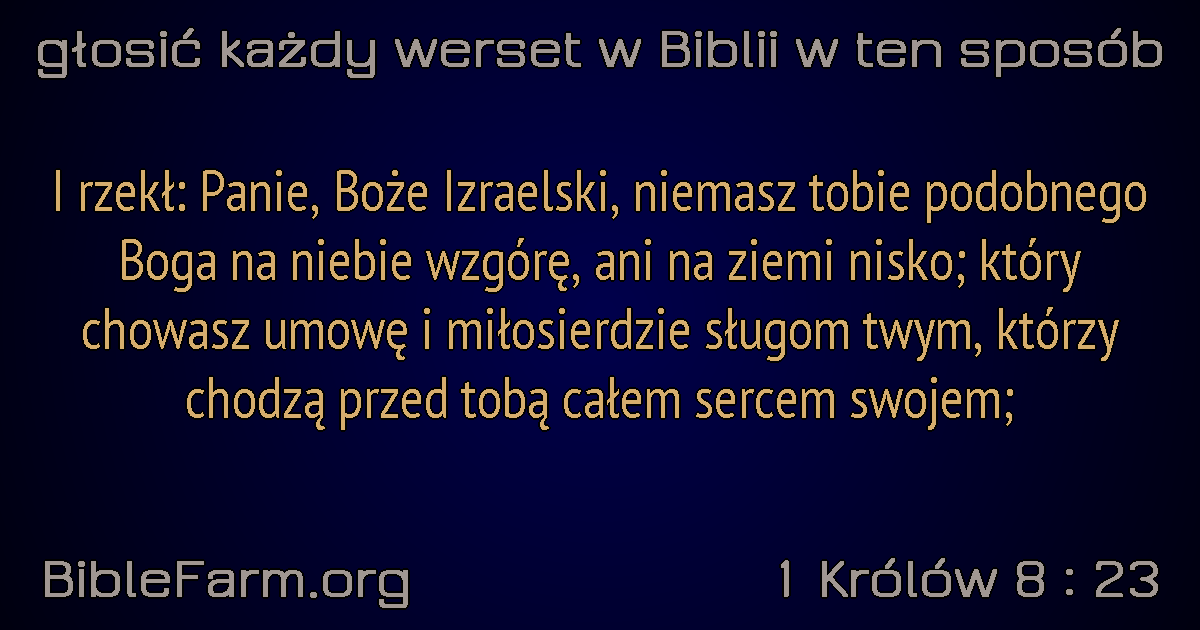 głosić każdy werset w Biblii w ten sposób
I rzekł: Panie, Boże Izraelski, niemasz tobie podobnego
Boga na niebie wzgórę, ani na ziemi nisko; który
chowasz umowę i miłosierdzie sługom twym, którzy
chodzą przed tobą całem sercem swojem;
BibleFarm.org
1 Królów 8 : 23